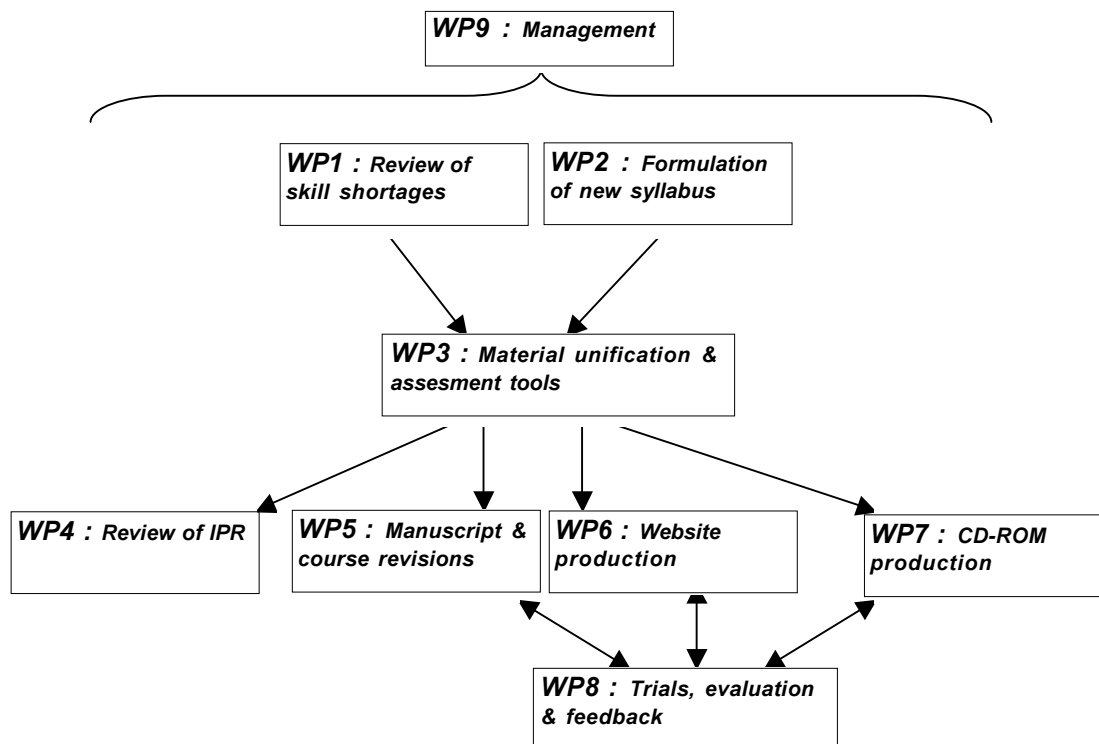 WP9 : Management
WP1 : Review of
skill shortages
WP2 : Formulation
of new syllabus
WP3 : Material unification &
assesment tools
WP4 : Review of IPR
WP5 : Manuscript &
course revisions
WP6 : Website
production
WP7 : CD-ROM
production
WP8 : Trials, evaluation
& feedback